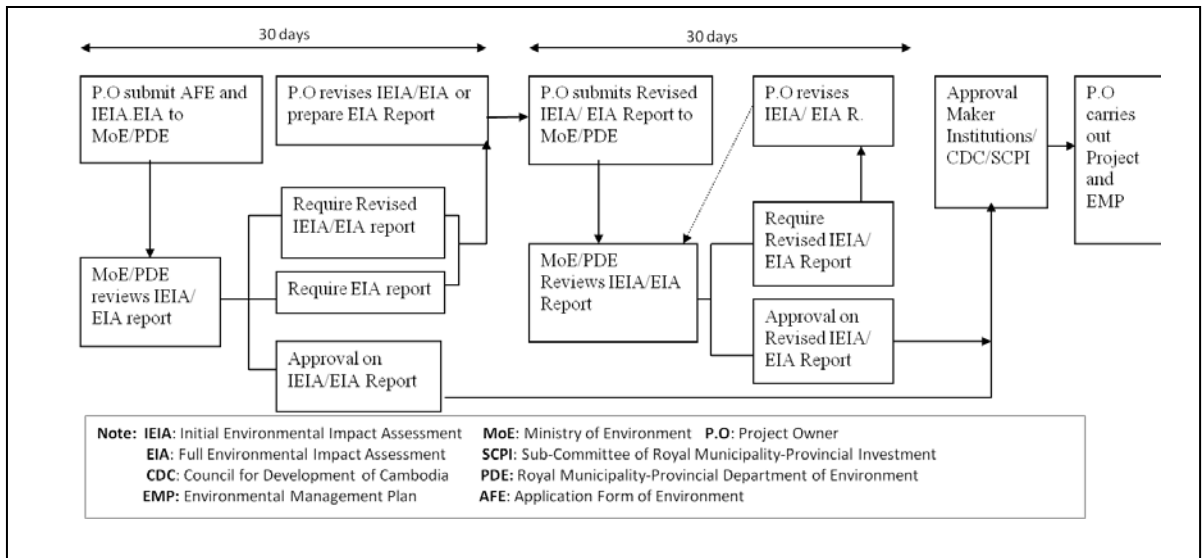 30 days
30 days
P.O submit AFE and
IEIA.EIA to
MoE/PDE
P.O revises IEIA/EIA or
prepare EIA Report
P.O submits Revised
IEIA/ EIA Report to
MoE/PDE
P.O revises
IEIA/ EIA R.
Approval
Maker
Institutions/
CDC/SCPI
P.O
carries
out
Project
and
EMP
Require Revised
IEIA/EIA report
Require
Revised IEIA/
EIA Report
MoE/PDE
reviews IEIA/
EIA report
Require EIA report
MoE/PDE
Reviews IEIA/EIA
Report
Approval on
IEIA/EIA Report
Approval on
Revised IEIA/
EIA Report
Note: IEIA: Initial Environmental Impact Assessment MoE: Ministry of Environment P.O: Project Owner
EIA: Full Environmental Impact Assessment SCPI: Sub-Committee of Royal Municipality-Provincial Investment
CDC: Council for Development of Cambodia PDE: Royal Municipality-Provincial Department of Environment
EMP: Environmental Management Plan AFE: Application Form of Environment